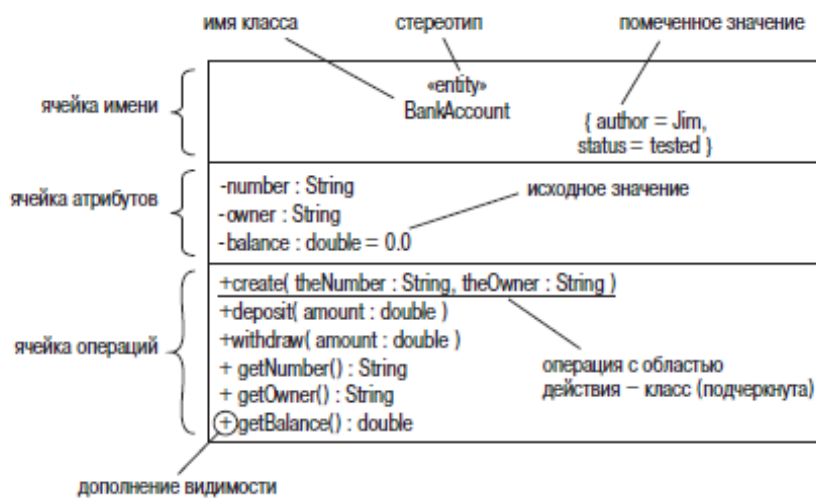 имя класса
стереотип
помеченное значение
ячейка имени
«entity»
BankAccount
{ author = Jim,
status = tested }
ячейка атрибутов
-number : String
-owner : String
-balance : double = 0.0
исходное значение
ячейка операций
+create( theNumber : String, theOwner : String )
+deposit( amount : double )
+withdraw( amount : double )
+ getNumber() : String
+ getOwner() : String
+getBalance() : double
операция с областью
действия – класс (подчеркнута)
дополнение видимости